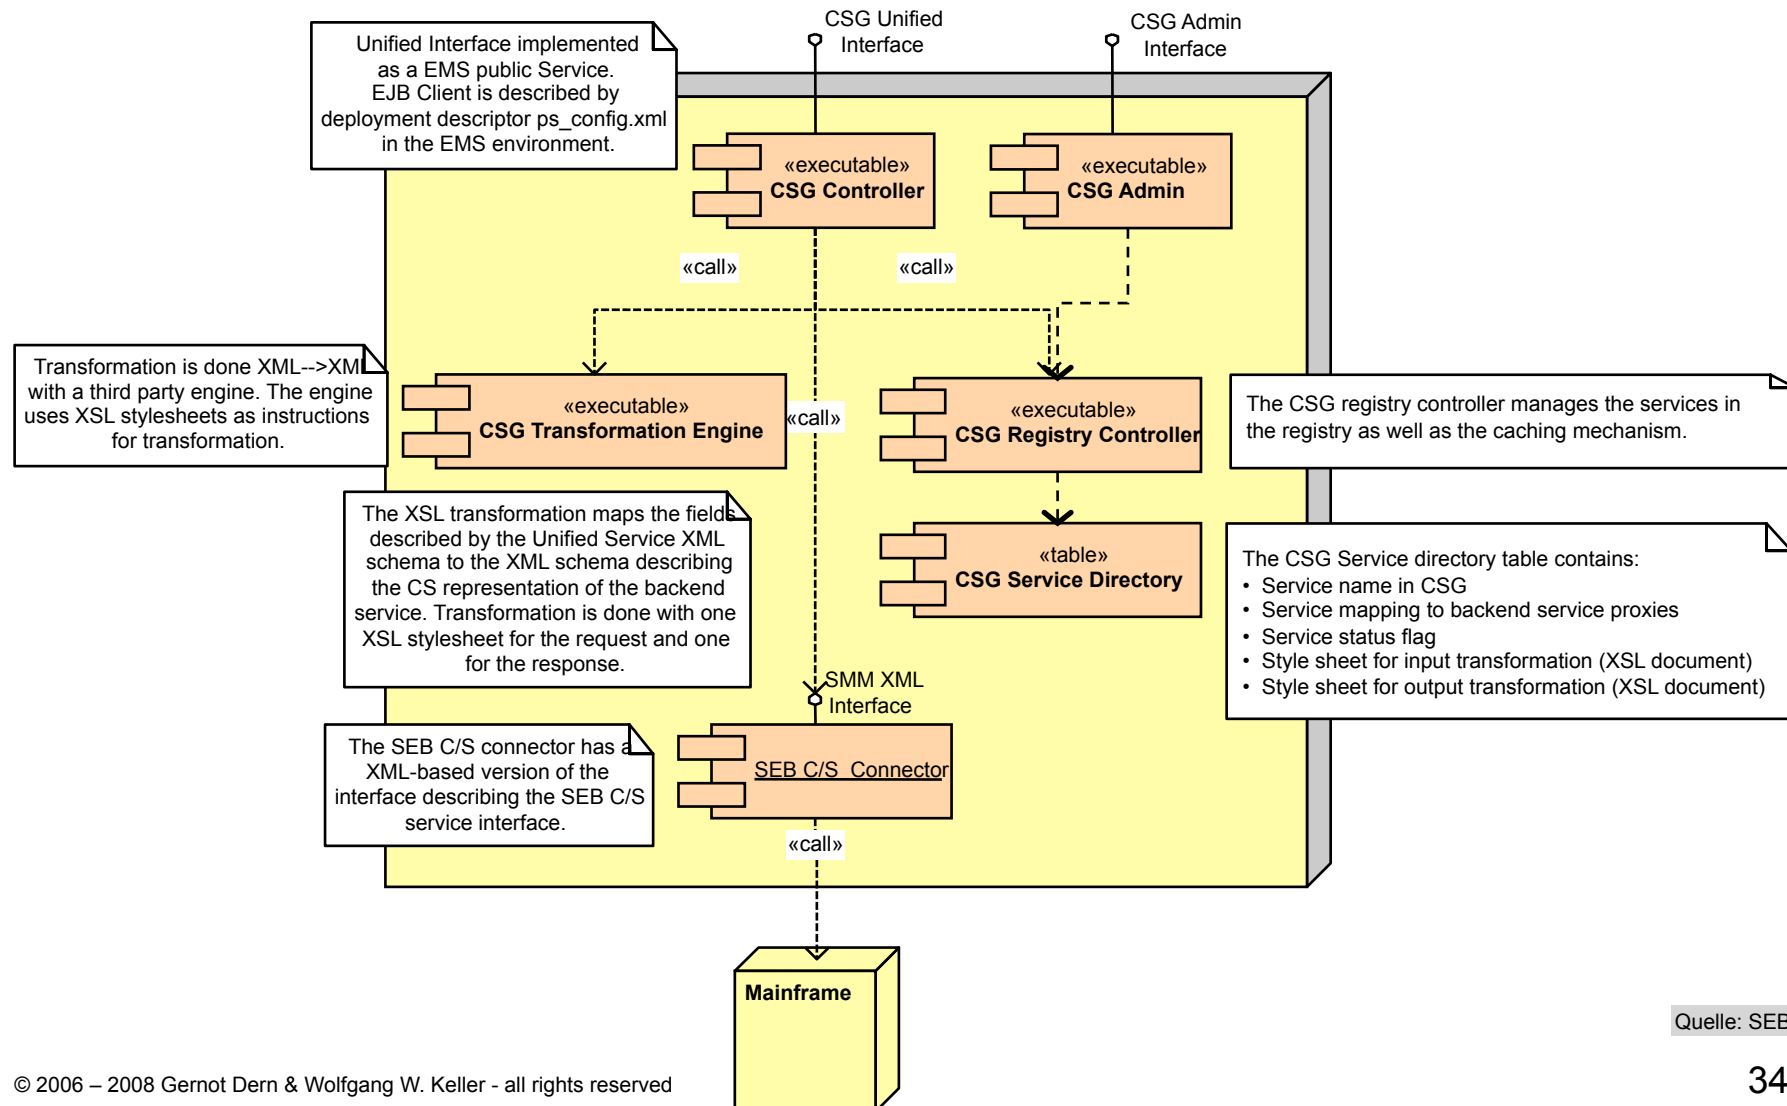 CSG Unified
Interface
CSG Admin
Interface
Unified Interface implemented
as a EMS public Service.
EJB Client is described by
deployment descriptor ps_config.xml
in the EMS environment.
«executable»
CSG Controller
«executable»
CSG Admin
«call»
«call»
Transformation is done XML-->XML
with a third party engine. The engine
uses XSL stylesheets as instructions
for transformation.
«executable»
CSG Transformation Engine
«call»
«executable»
CSG Registry Controller
The CSG registry controller manages the services in
the registry as well as the caching mechanism.
The XSL transformation maps the fields
described by the Unified Service XML
schema to the XML schema describing
the CS representation of the backend
service. Transformation is done with one
XSL stylesheet for the request and one
for the response.
«table»
CSG Service Directory
The CSG Service directory table contains:
• Service name in CSG
• Service mapping to backend service proxies
• Service status flag
• Style sheet for input transformation (XSL document)
• Style sheet for output transformation (XSL document)
SMM XML
Interface
The SEB C/S connector has a
XML-based version of the
interface describing the SEB C/S
service interface.
SEB C/S Connector
«call»
Mainframe
Quelle: SEB
© 2006 – 2008 Gernot Dern & Wolfgang W. Keller - all rights reserved
34